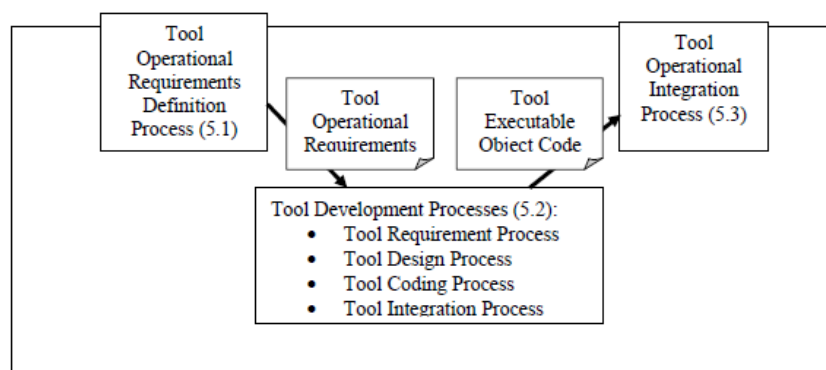 Tool
Operational
Requirements
Definition
Process (5.1)
Tool
Operational
Requirements
Tool
Executable
Object Code
Tool
Operational
Integration
Process (5.3)
Tool Development Processes (5.2):
• Tool Requirement Process
• Tool Design Process
• Tool Coding Process
• Tool Integration Process